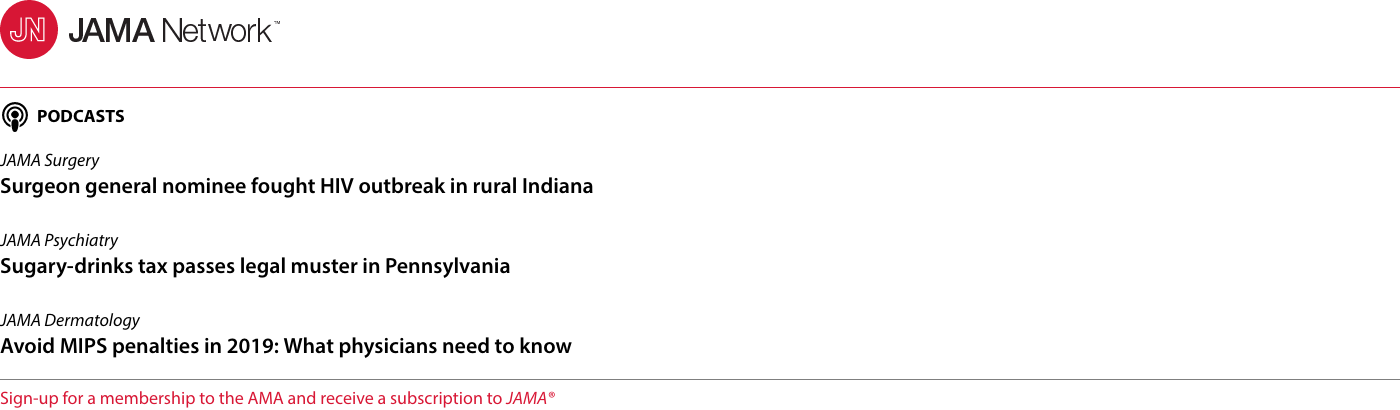 JN JAMA Network™
PODCASTS
JAMA Surgery
Surgeon general nominee fought HIV outbreak in rural Indiana
JAMA Psychiatry
Sugary-drinks tax passes legal muster in Pennsylvania
JAMA Dermatology
Avoid MIPS penalties in 2019: What physicians need to know
Sign-up for a membership to the AMA and receive a subscription to JAMA®